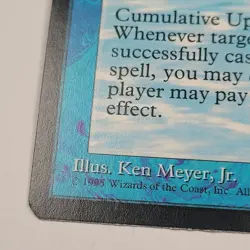 Cumulative Up
Whenever targe
successfully cas
spell, you may
player may pay
effect.
Illus. Ken Meyer, Jr.
© 1995 Wizards of the Coast, Inc. All